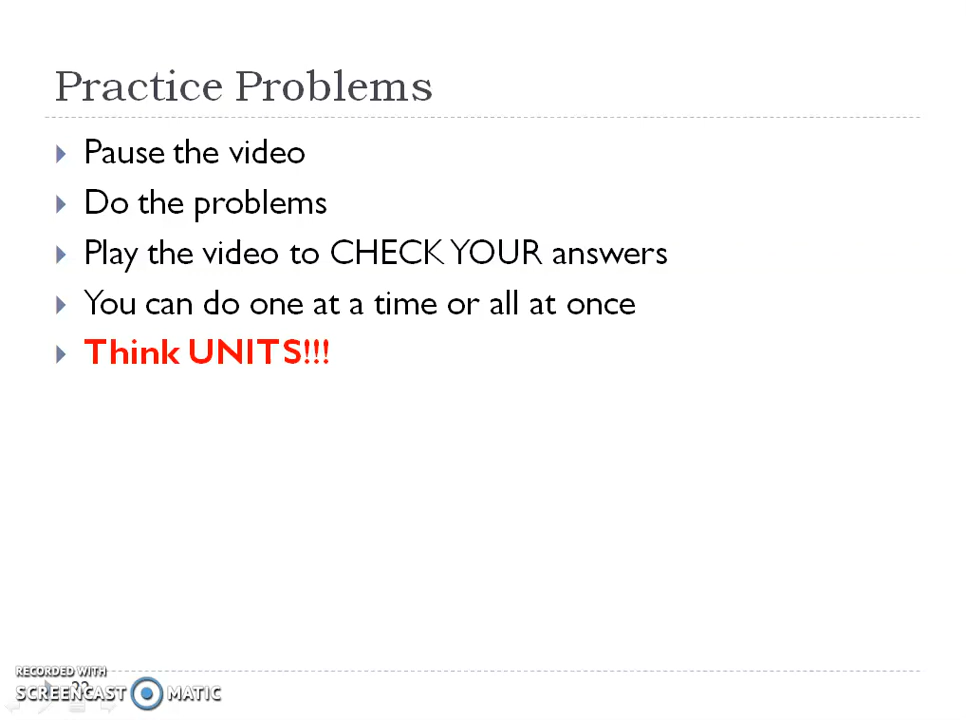 Practice Problems
Pause the video
Do the problems
Play the video to CHECK YOUR answers
You can do one at a time or all at once
Think UNITS!!!
RECORDED WITH
SCREENCAST MATIC